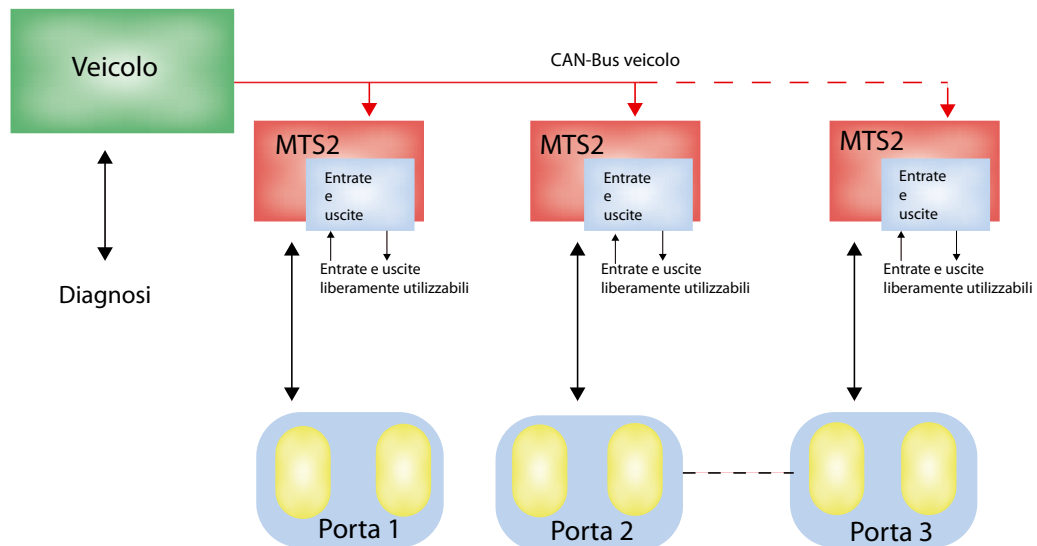 Veicolo
CAN-Bus veicolo
MTS2
Entrate
e
uscite
MTS2
Entrate
e
uscite
MTS2
Entrate
e
uscite
Entrate e uscite
liberamente utilizzabili
Entrate e uscite
liberamente utilizzabili
Entrate e uscite
liberamente utilizzabili
Diagnosi
Porta 1
Porta 2
Porta 3